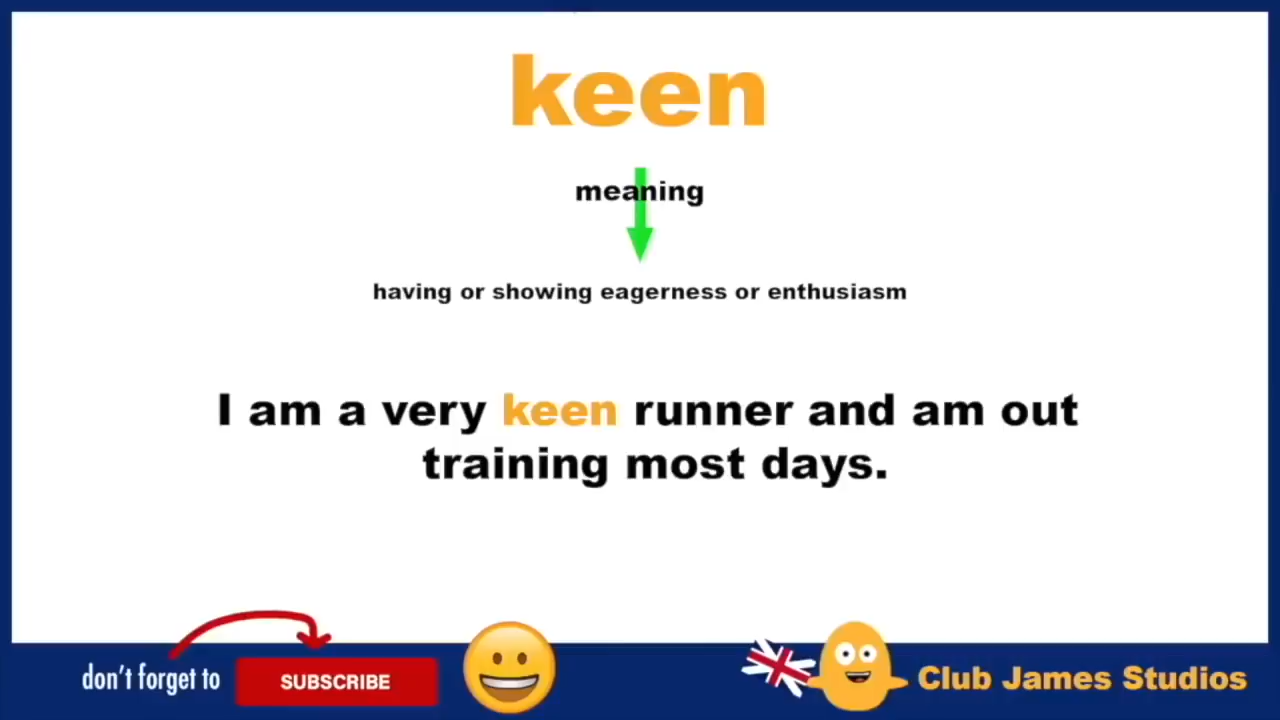 keen
meaning
having or showing eagerness or enthusiasm
I am a very keen runner and am out
training most days.
don't forget to
SUBSCRIBE
Club James Studios